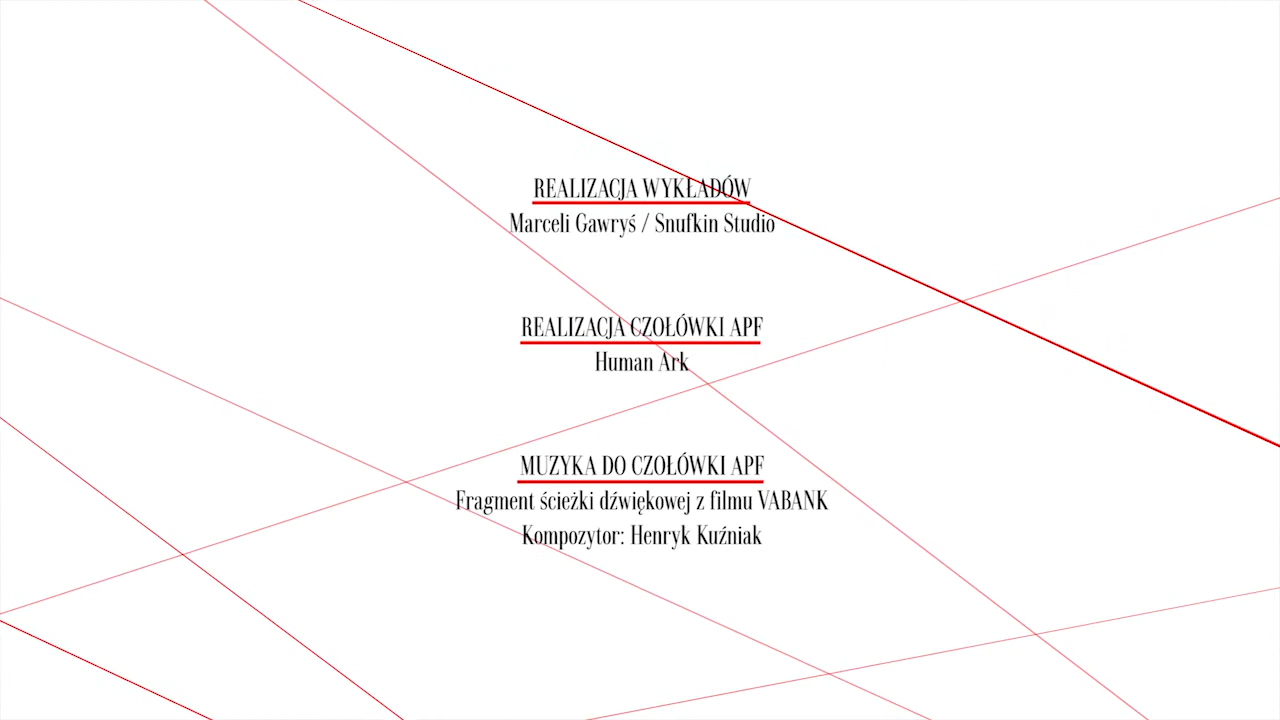 REALIZACJA WYKŁADÓW
Marceli Gawryś / Snufkin Studio
REALIZACJA CZOŁÓWKI APF
Human Ark
MUZYKA DO CZOŁÓWKI APF
Fragment ścieżki dźwiękowej z filmu VABANK
Kompozytor: Henryk Kuźniak